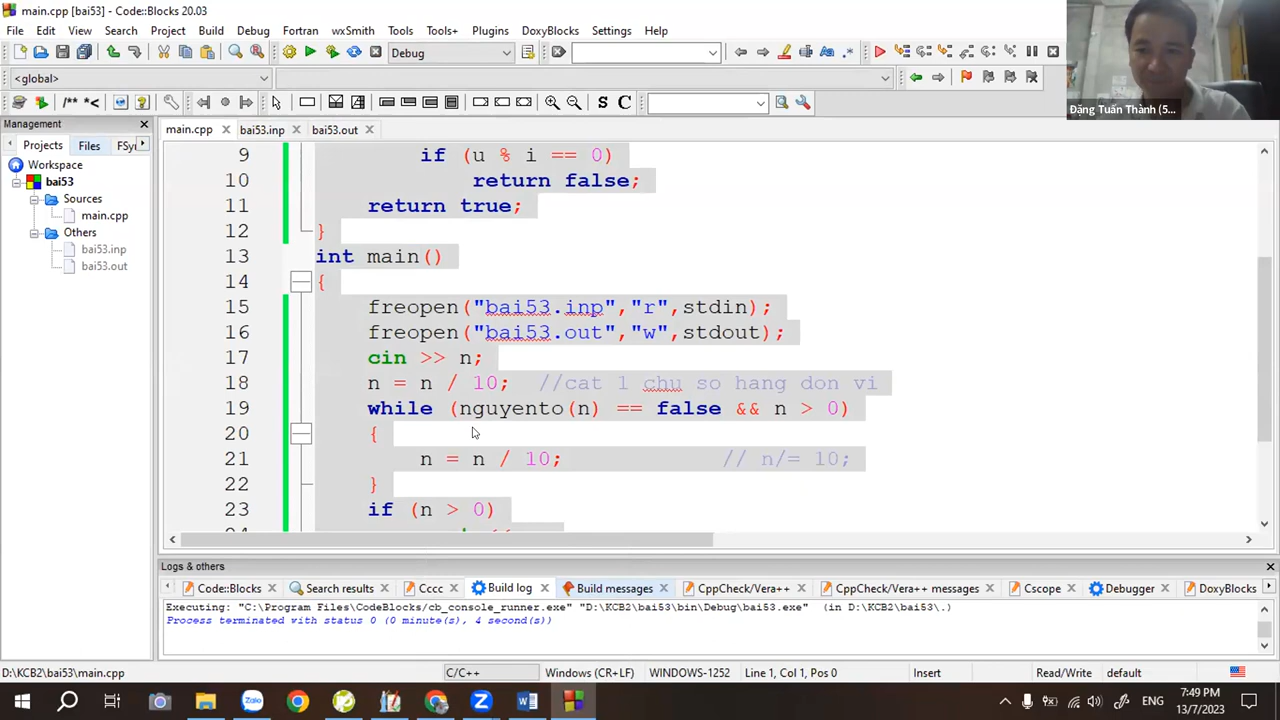 main.cpp [bai53] - Code::Blocks 20.03
File Edit View Search Project Build Debug Fortran wxSmith Tools Tools+ Plugins DoxyBlocks Settings Help
Debug
<global>
/** *<
S C
Đặng Tuấn Thành (5...
Management
Projects Files FSy
Workspace
bai53
Sources
main.cpp
Others
bai53.inp
bai53.out
main.cpp bai53.inp bai53.out
9 if (u % i == 0)
10 return false;
11 return true;
12 }
13 int main()
14 {
15 freopen("bai53.inp","r",stdin);
16 freopen("bai53.out","w",stdout);
17 cin >> n;
18 n = n / 10; //cat 1 chu so hang don vi
19 while (nguyento(n) == false && n > 0)
20 {
21 n = n / 10; // n/= 10;
22 }
23 if (n > 0)
Logs & others
Code::Blocks Search results Cccc Build log Build messages CppCheck/Vera++ CppCheck/Vera++ messages Cscope Debugger DoxyBlocks
Executing: "C:\Program Files\CodeBlocks/cb_console_runner.exe" "D:\KCB2\bai53\bin\Debug\bai53.exe" (in D:\KCB2\bai53\.)
Process terminated with status 0 (0 minute(s), 4 second(s))
D:\KCB2\bai53\main.cpp C/C++ Windows (CR+LF) WINDOWS-1252 Line 1, Col 1, Pos 0 Insert Read/Write default
Zalo
ENG
7:49 PM
13/7/2023